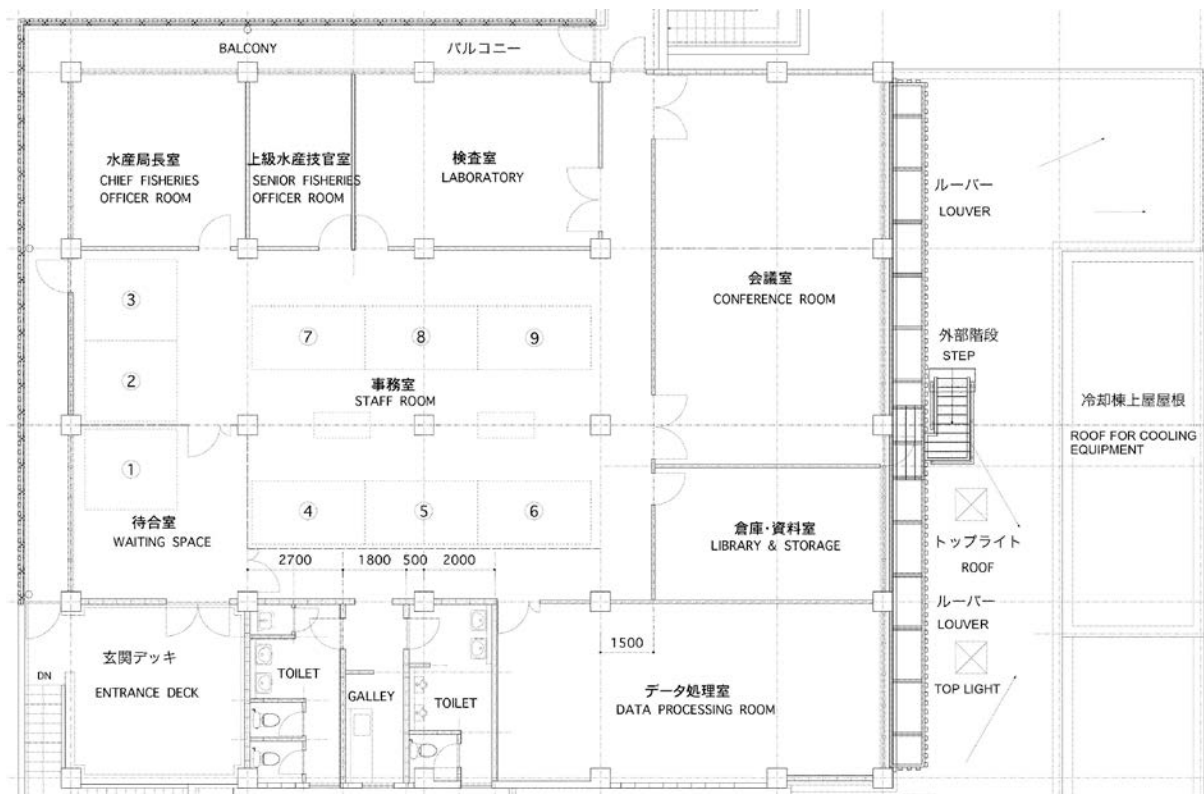 BALCONY
バルコニー
水産局長室
CHIEF FISHERIES
OFFICER ROOM
上級水産技官室
SENIOR FISHERIES
OFFICER ROOM
検査室
LABORATORY
ルーバー
LOUVER
会議室
CONFERENCE ROOM
③
②
①
⑦
⑧
⑨
事務室
STAFF ROOM
外部階段
STEP
冷却棟上屋屋根
ROOF FOR COOLING
EQUIPMENT
④
⑤
⑥
待合室
WAITING SPACE
倉庫・資料室
LIBRARY & STORAGE
トップライト
ROOF
2700
1800
500
2000
ルーバー
LOUVER
1500
玄関デッキ
ENTRANCE DECK
DN
TOILET
GALLEY
TOILET
データ処理室
DATA PROCESSING ROOM
TOP LIGHT